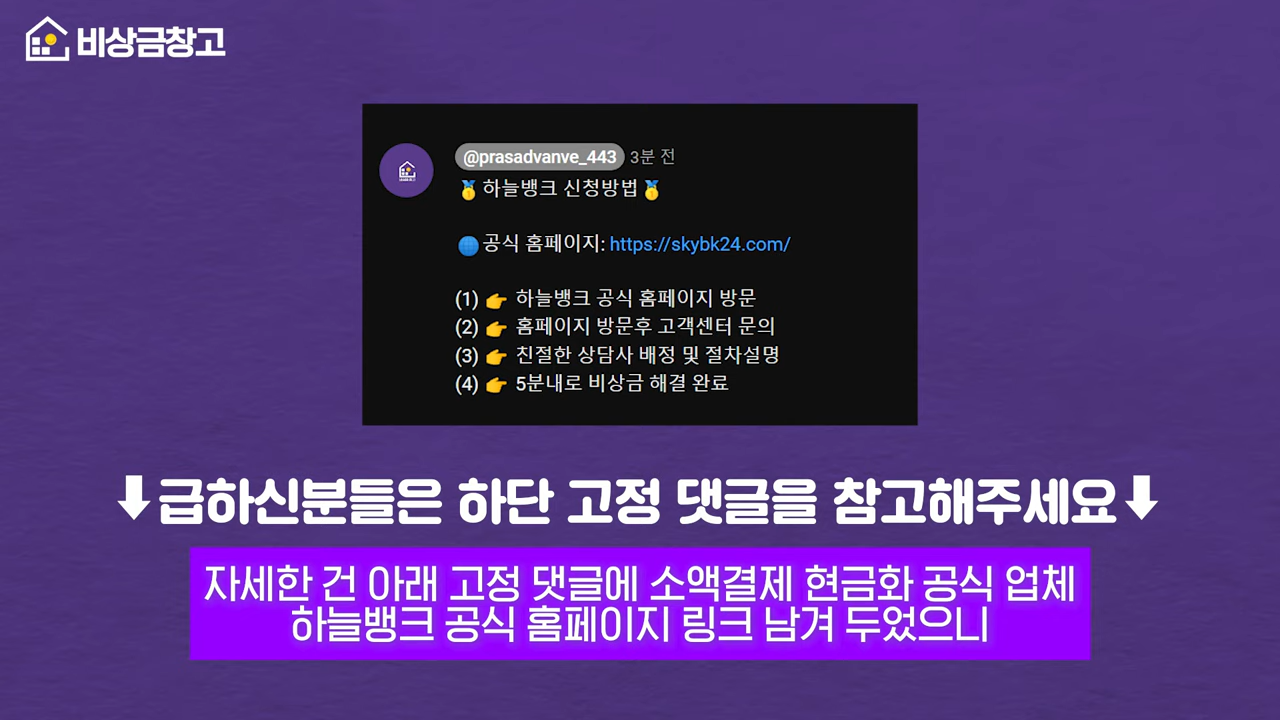 비상금창고
@prasadvanve_443 3분 전
🥇하늘뱅크 신청방법🥇
🌐공식 홈페이지: https://skybk24.com/
(1) 👉 하늘뱅크 공식 홈페이지 방문
(2) 👉 홈페이지 방문후 고객센터 문의
(3) 👉 친절한 상담사 배정 및 절차설명
(4) 👉 5분내로 비상금 해결 완료
⬇급하신분들은 하단 고정 댓글을 참고해주세요⬇
자세한 건 아래 고정 댓글에 소액결제 현금화 공식 업체
하늘뱅크 공식 홈페이지 링크 남겨 두었으니